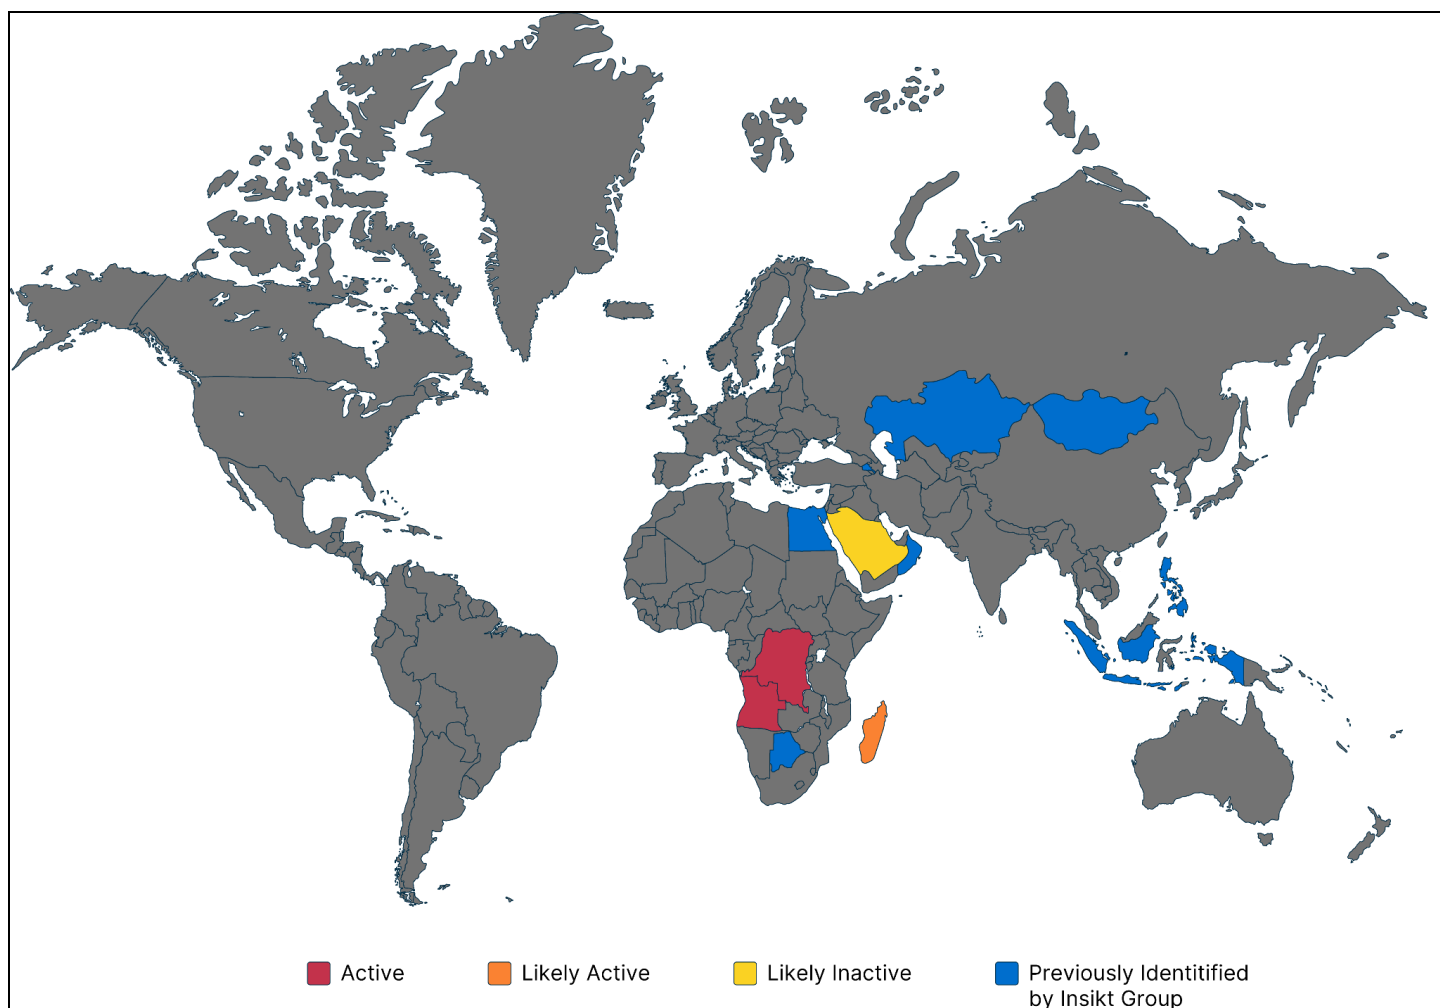 Active
Likely Active
Likely Inactive
Previously Identitified
by Insikt Group